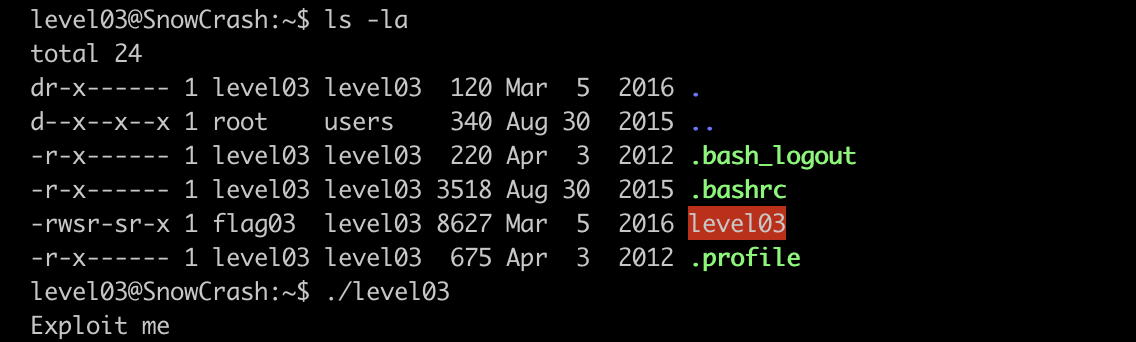 level03@SnowCrash:~$ ls -la
total 24
dr-x------ 1 level03 level03  120 Mar  5  2016 .
d--x--x--x 1 root    users    340 Aug 30  2015 ..
-r-x------ 1 level03 level03  220 Apr  3  2012 .bash_logout
-r-x------ 1 level03 level03 3518 Aug 30  2015 .bashrc
-rwsr-sr-x 1 flag03  level03 8627 Mar  5  2016 level03
-r-x------ 1 level03 level03  675 Apr  3  2012 .profile
level03@SnowCrash:~$ ./level03
Exploit me